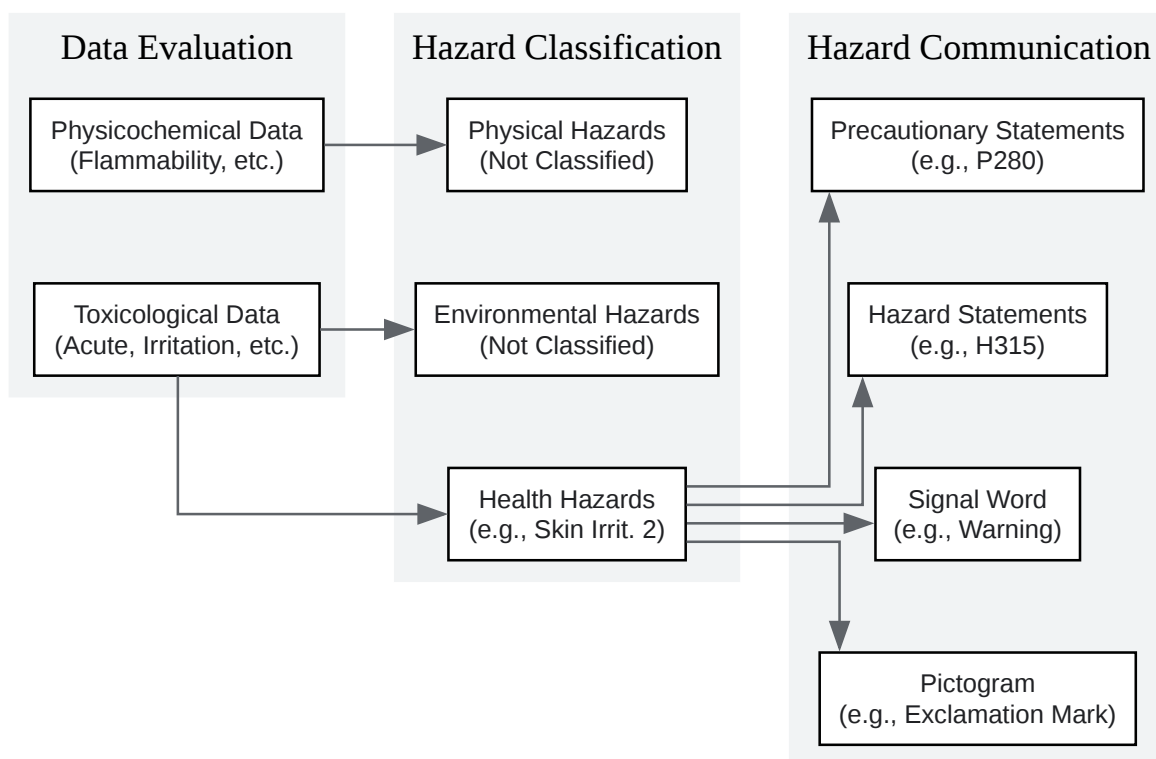 Data Evaluation
Physicochemical Data
(Flammability, etc.)
Toxicological Data
(Acute, Irritation, etc.)
Hazard Classification
Physical Hazards
(Not Classified)
Environmental Hazards
(Not Classified)
Health Hazards
(e.g., Skin Irrit. 2)
Hazard Communication
Precautionary Statements
(e.g., P280)
Hazard Statements
(e.g., H315)
Signal Word
(e.g., Warning)
Pictogram
(e.g., Exclamation Mark)